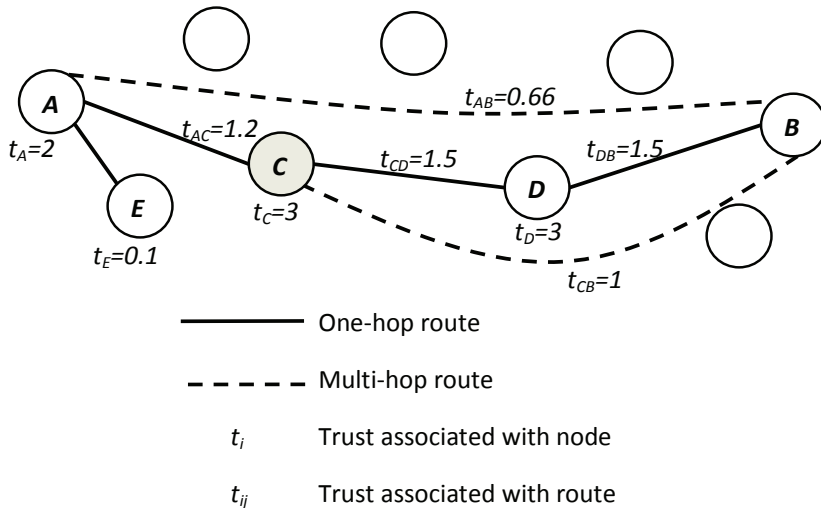 t_AB=0.66
A
B
t_AC=1.2
t_DB=1.5
t_A=2
C
t_CD=1.5
D
E
t_C=3
t_D=3
t_E=0.1
t_CB=1
One-hop route
Multi-hop route
t_i Trust associated with node
t_ij Trust associated with route